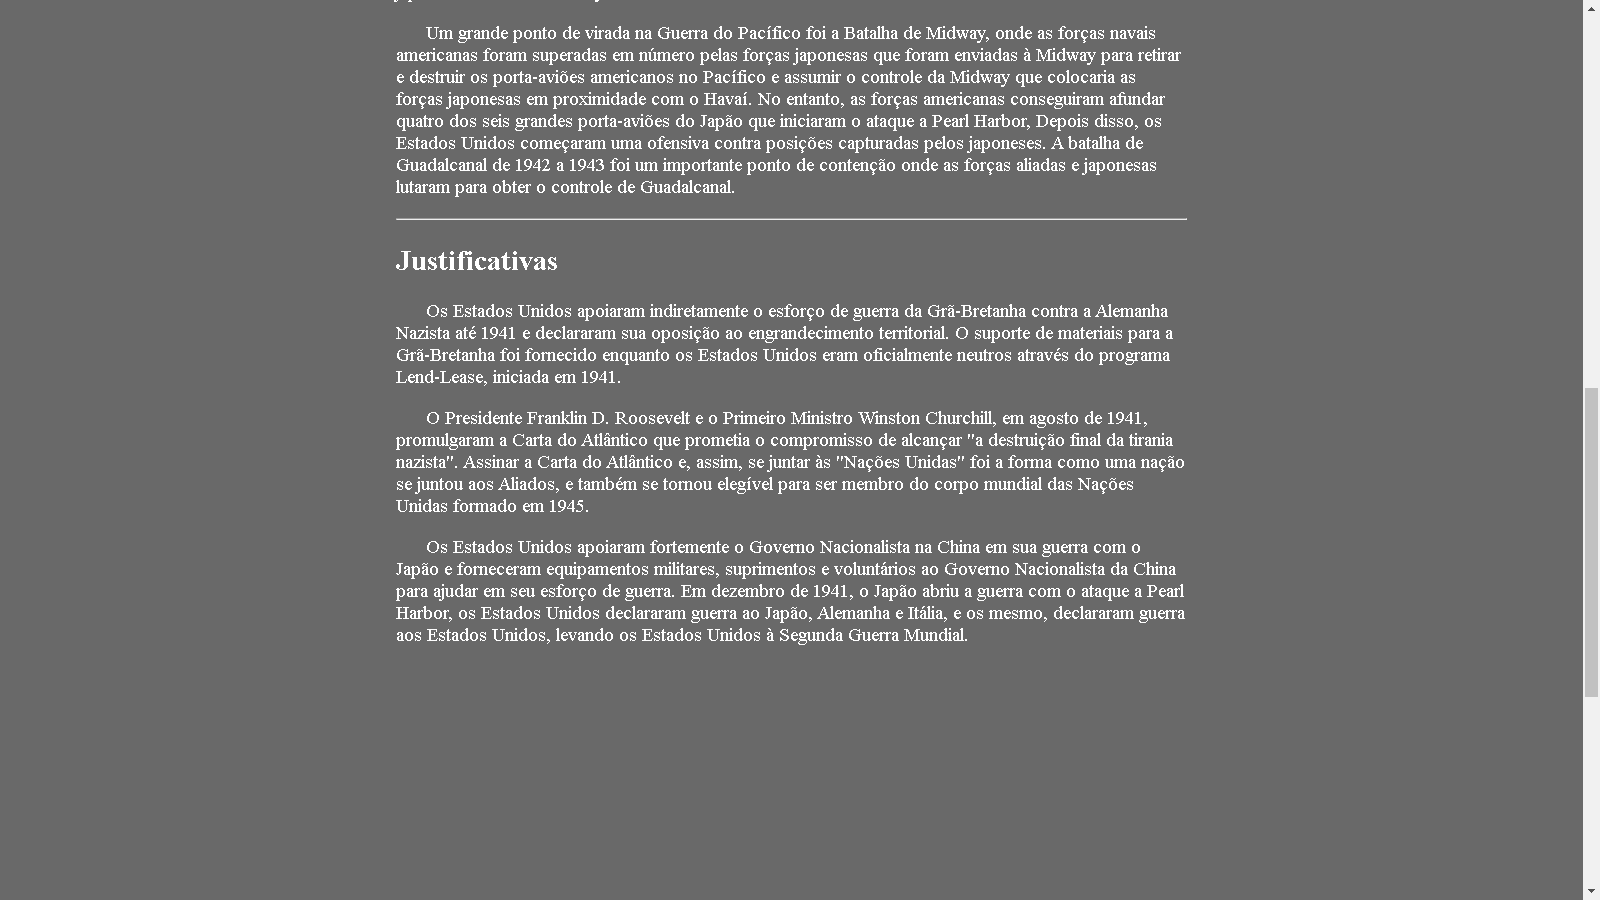 Um grande ponto de virada na Guerra do Pacífico foi a Batalha de Midway, onde as forças navais
americanas foram superadas em número pelas forças japonesas que foram enviadas à Midway para retirar
e destruir os porta-aviões americanos no Pacífico e assumir o controle da Midway que colocaria as
forças japonesas em proximidade com o Havaí. No entanto, as forças americanas conseguiram afundar
quatro dos seis grandes porta-aviões do Japão que iniciaram o ataque a Pearl Harbor, Depois disso, os
Estados Unidos começaram uma ofensiva contra posições capturadas pelos japoneses. A batalha de
Guadalcanal de 1942 a 1943 foi um importante ponto de contenção onde as forças aliadas e japonesas
lutaram para obter o controle de Guadalcanal.
Justificativas
Os Estados Unidos apoiaram indiretamente o esforço de guerra da Grã-Bretanha contra a Alemanha
Nazista até 1941 e declararam sua oposição ao engrandecimento territorial. O suporte de materiais para a
Grã-Bretanha foi fornecido enquanto os Estados Unidos eram oficialmente neutros através do programa
Lend-Lease, iniciada em 1941.
O Presidente Franklin D. Roosevelt e o Primeiro Ministro Winston Churchill, em agosto de 1941,
promulgaram a Carta do Atlântico que prometia o compromisso de alcançar "a destruição final da tirania
nazista". Assinar a Carta do Atlântico e, assim, se juntar às "Nações Unidas" foi a forma como uma nação
se juntou aos Aliados, e também se tornou elegível para ser membro do corpo mundial das Nações
Unidas formado em 1945.
Os Estados Unidos apoiaram fortemente o Governo Nacionalista na China em sua guerra com o
Japão e forneceram equipamentos militares, suprimentos e voluntários ao Governo Nacionalista da China
para ajudar em seu esforço de guerra. Em dezembro de 1941, o Japão abriu a guerra com o ataque a Pearl
Harbor, os Estados Unidos declararam guerra ao Japão, Alemanha e Itália, e os mesmo, declararam guerra
aos Estados Unidos, levando os Estados Unidos à Segunda Guerra Mundial.